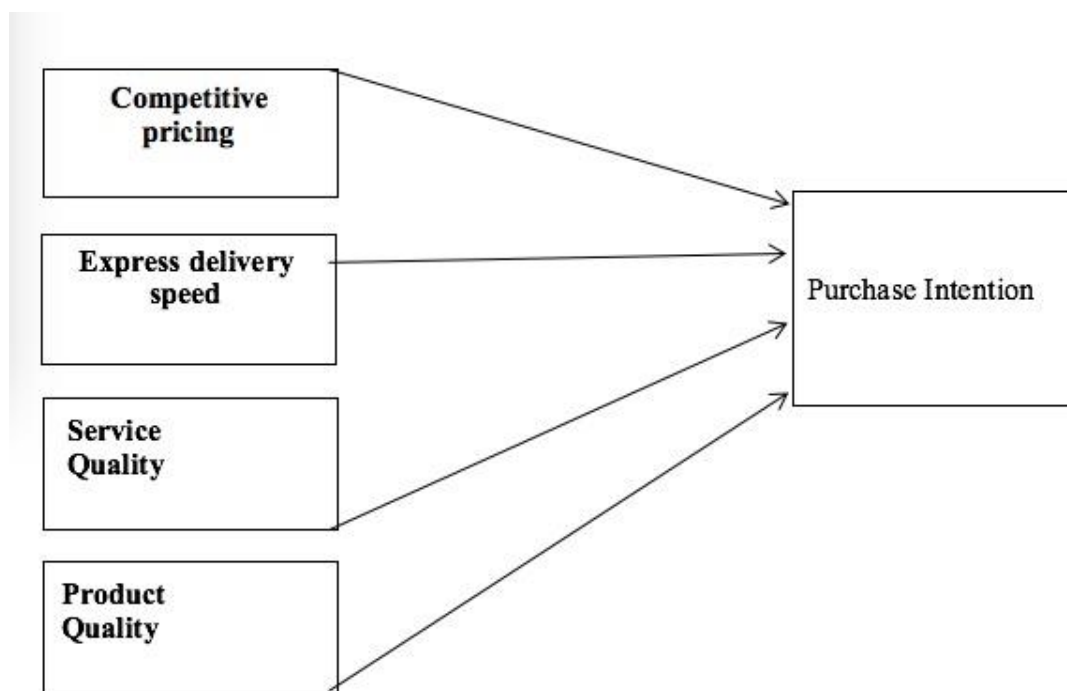 Competitive
pricing
Express delivery
speed
Purchase Intention
Service
Quality
Product
Quality